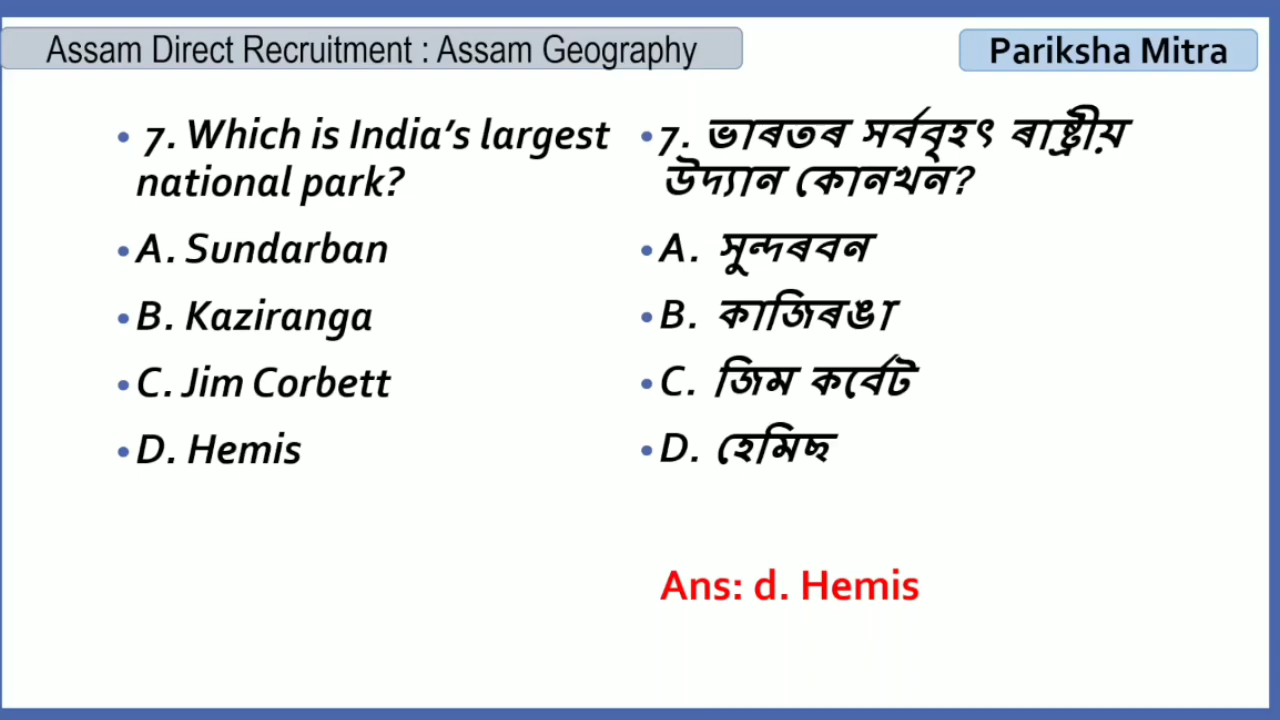 Assam Direct Recruitment : Assam Geography
Pariksha Mitra
• 7. Which is India's largest
national park?
• A. Sundarban
• B. Kaziranga
• C. Jim Corbett
• D. Hemis
• 7. ভাৰতৰ সৰ্ববৃহৎ ৰাষ্ট্ৰীয়
উদ্যান কোনখন?
• A. সুন্দৰবন
• B. কাজিৰঙা
• C. জিম কৰ্বেট
• D. হেমিছ
Ans: d. Hemis